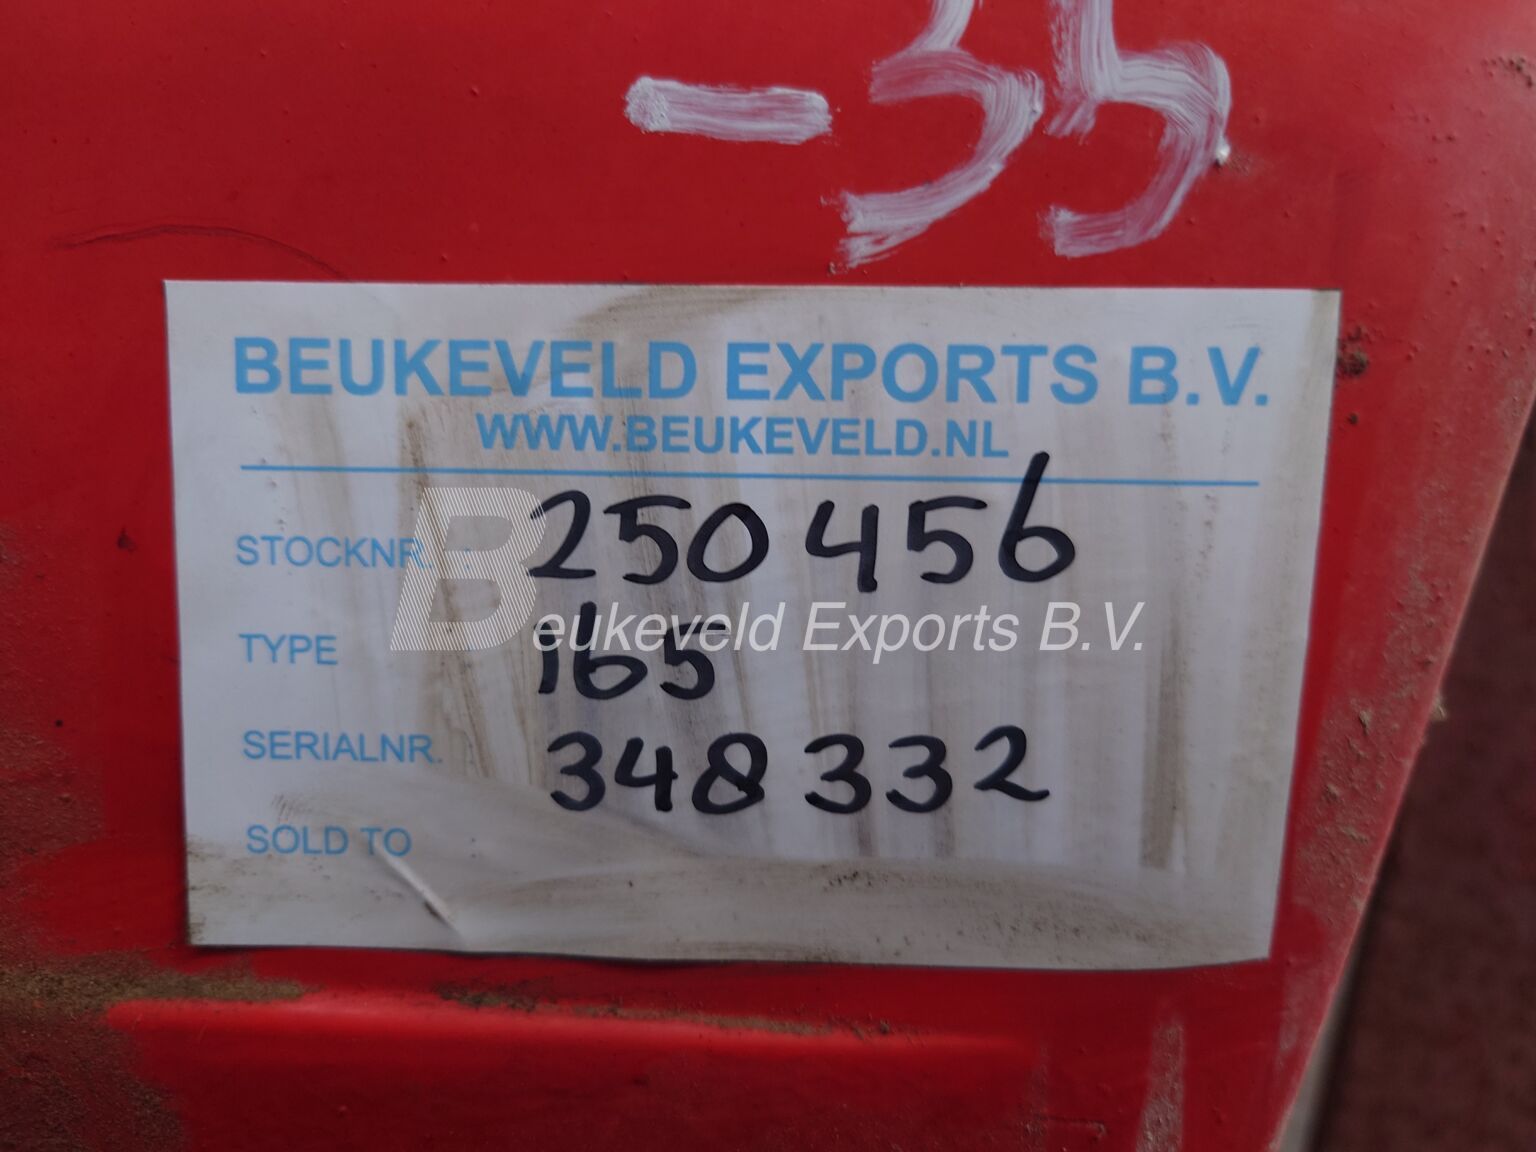 -35
BEUKEVELD EXPORTS B.V.
WWW.BEUKEVELD.NL
STOCKNR. : 250456
Beukeveld Exports B.V.
TYPE : 165
SERIALNR. : 348332
SOLD TO